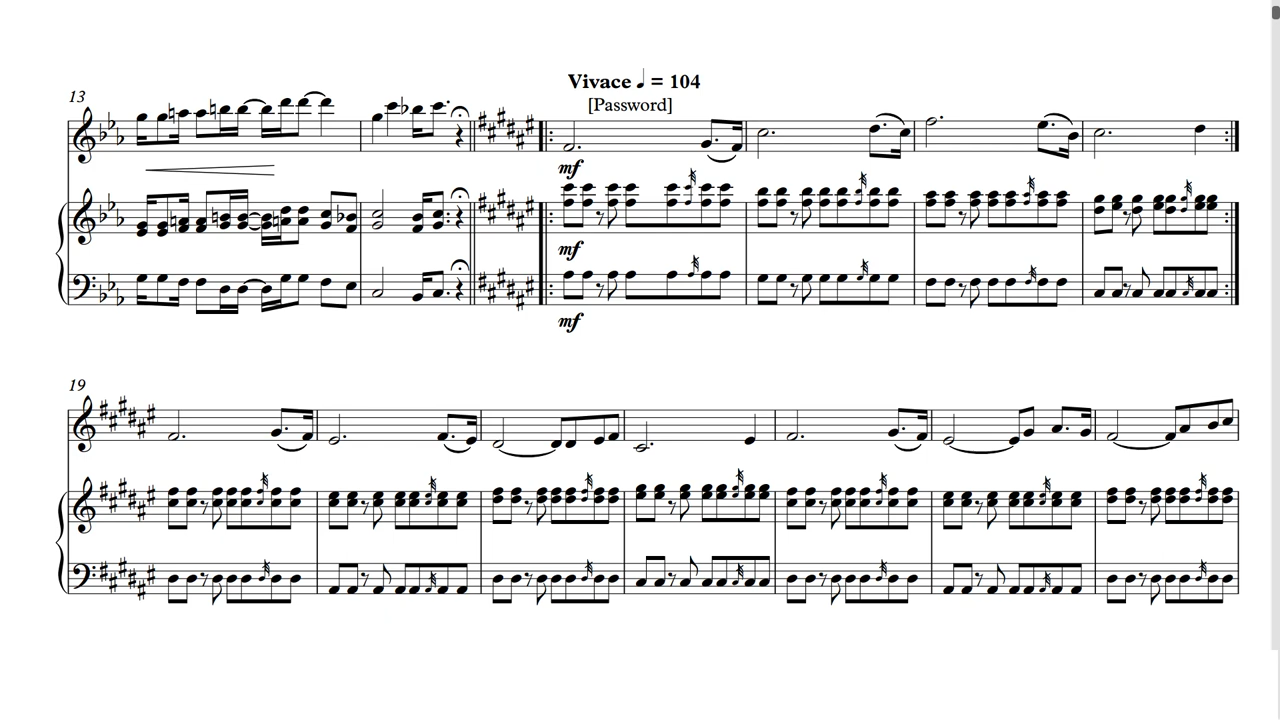 Vivace ♩ = 104
13
[Password]
mf
mf
mf
19